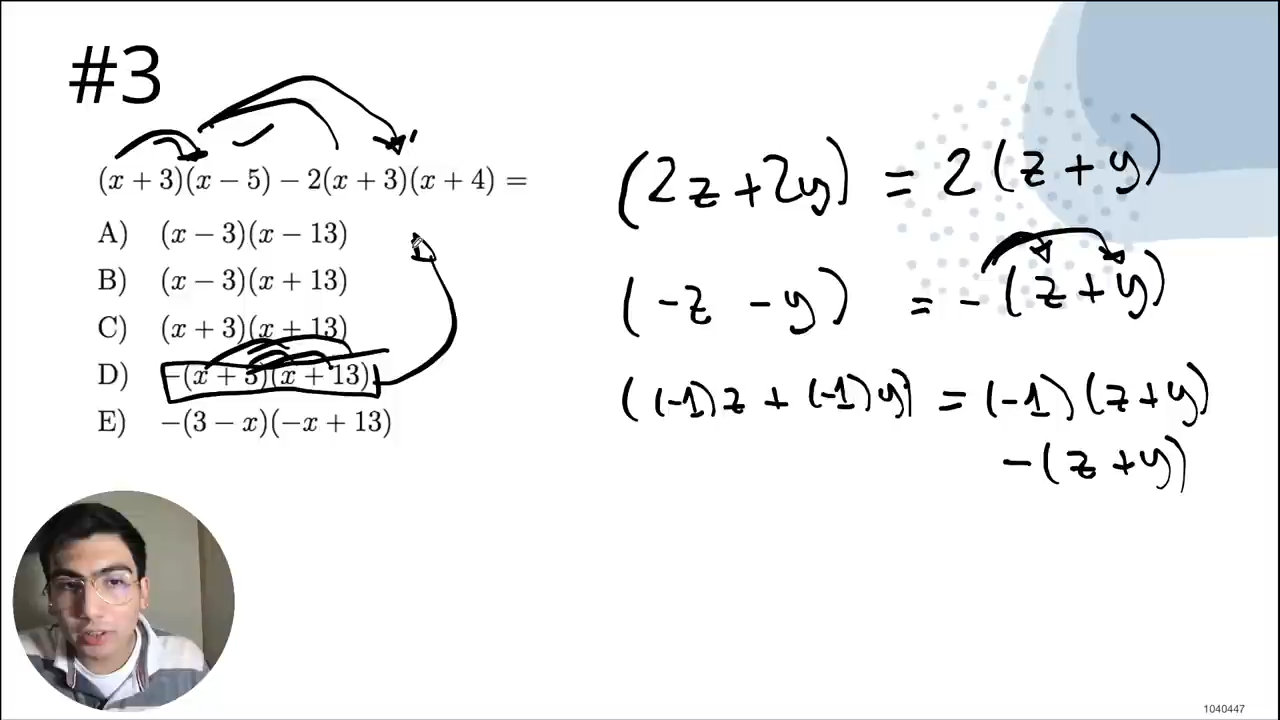 #3
(x + 3)(x − 5) − 2(x + 3)(x + 4) =
A) (x − 3)(x − 13)
B) (x − 3)(x + 13)
C) (x + 3)(x + 13)
D) −(x + 3)(x + 13)
E) −(3 − x)(−x + 13)
(2z + 2y) = 2(z + y)
(-z - y) = -(z + y)
((-1)z + (-1)y) = (-1)(z + y)
-(z + y)
1040447